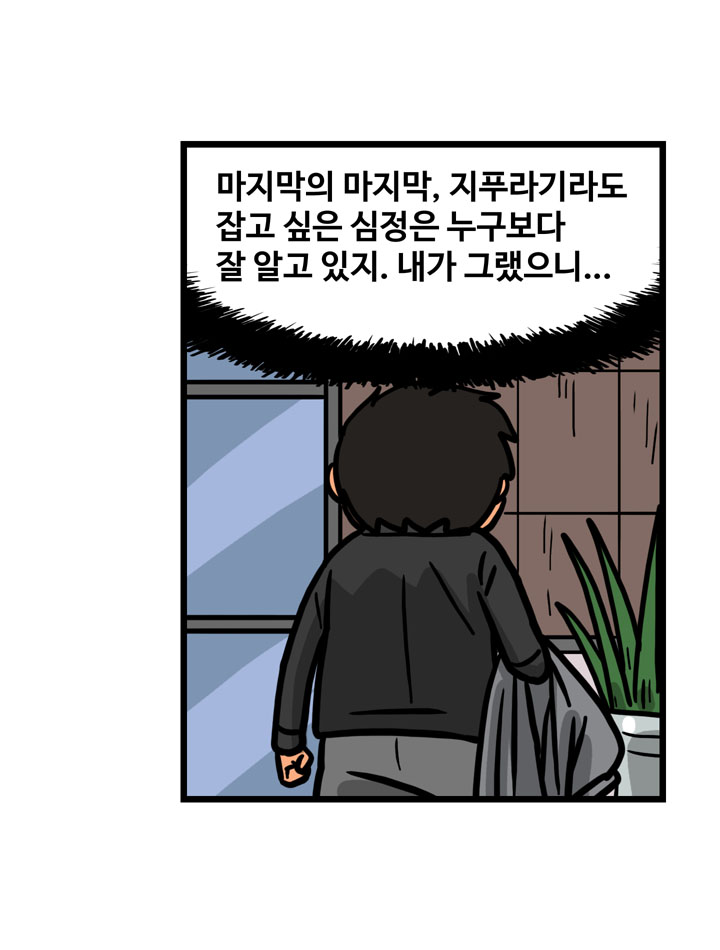 마지막의 마지막, 지푸라기라도
잡고 싶은 심정은 누구보다
잘 알고 있지. 내가 그랬으니...